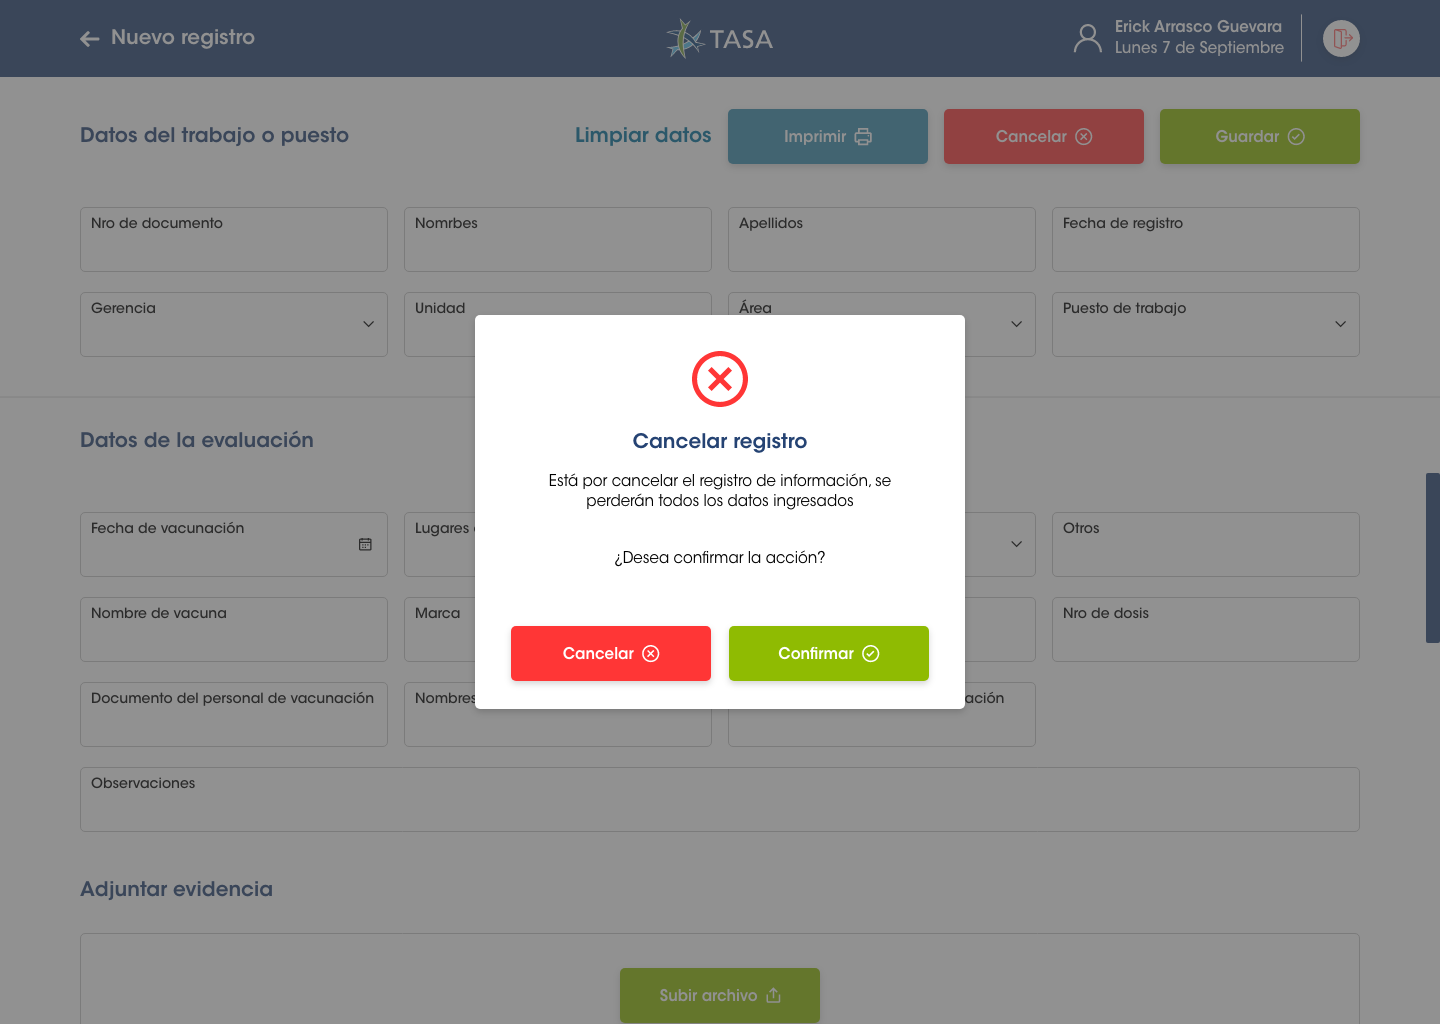 Nuevo registro
TASA
Erick Arrasco Guevara
Lunes 7 de Septiembre
Datos del trabajo o puesto
Limpiar datos
Imprimir
Cancelar
Guardar
Nro de documento
Nomrbes
Apellidos
Fecha de registro
Gerencia
Unidad
Área
Puesto de trabajo
Cancelar registro
Está por cancelar el registro de información, se
perderán todos los datos ingresados
¿Desea confirmar la acción?
Cancelar
Confirmar
Datos de la evaluación
Fecha de vacunación
Lugares
Otros
Nombre de vacuna
Marca
Nro de dosis
Documento del personal de vacunación
Nombres
ación
Observaciones
Adjuntar evidencia
Subir archivo